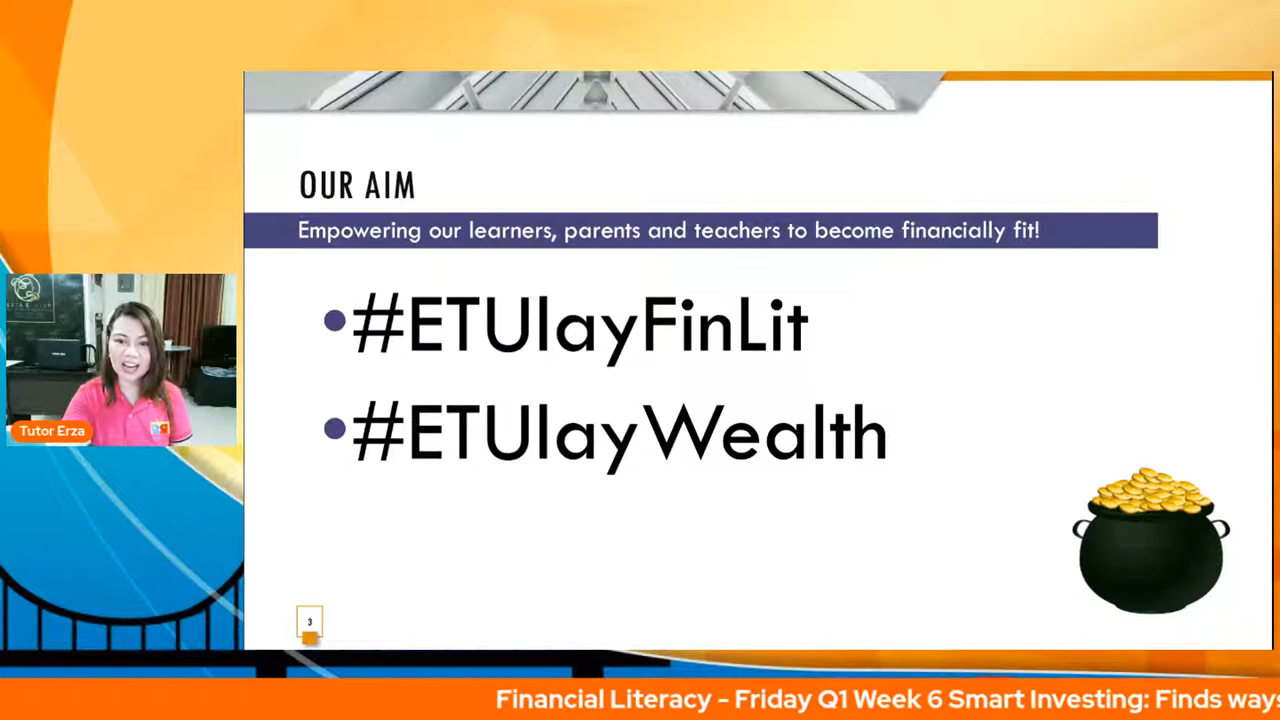 OUR AIM
Empowering our learners, parents and teachers to become financially fit!
•#ETUlayFinLit
•#ETUlayWealth
Tutor Erza
3
Financial Literacy - Friday Q1 Week 6 Smart Investing: Finds ways